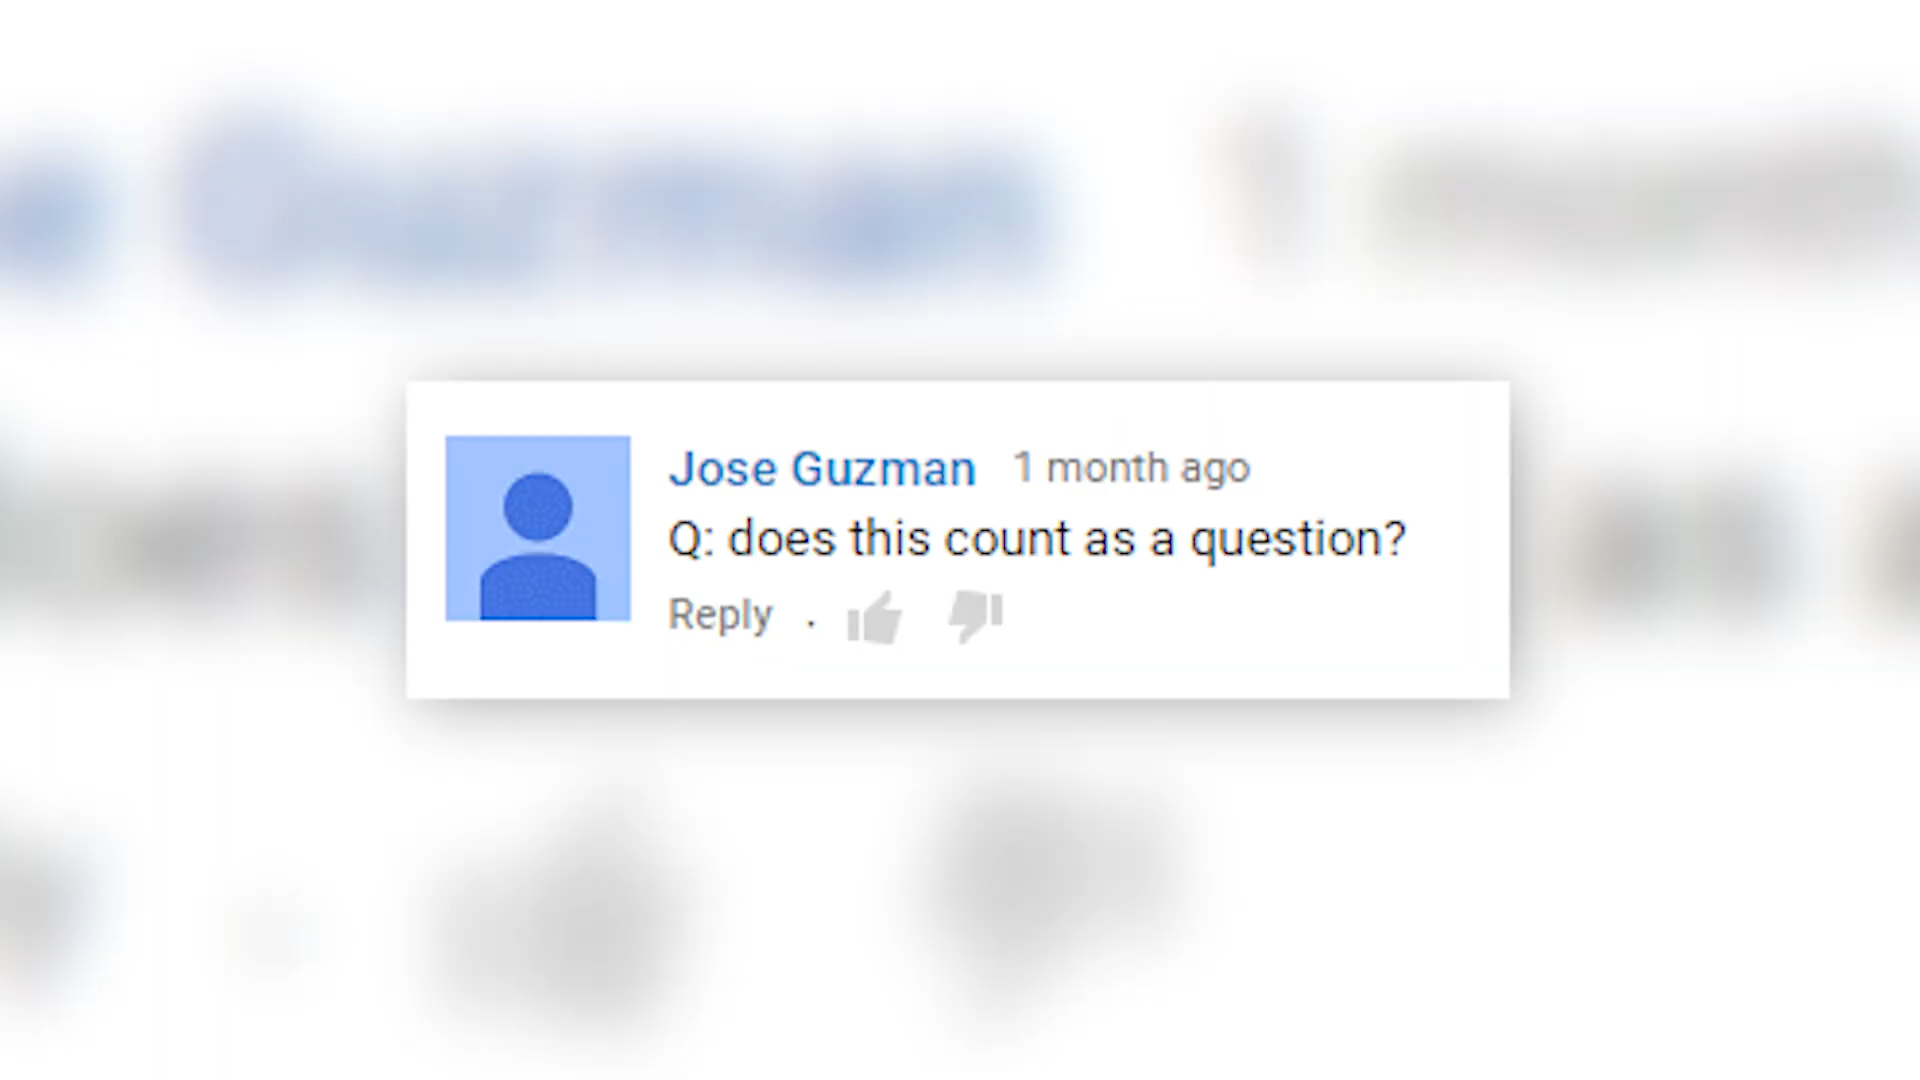 Jose Guzman 1 month ago
Q: does this count as a question?
Reply .